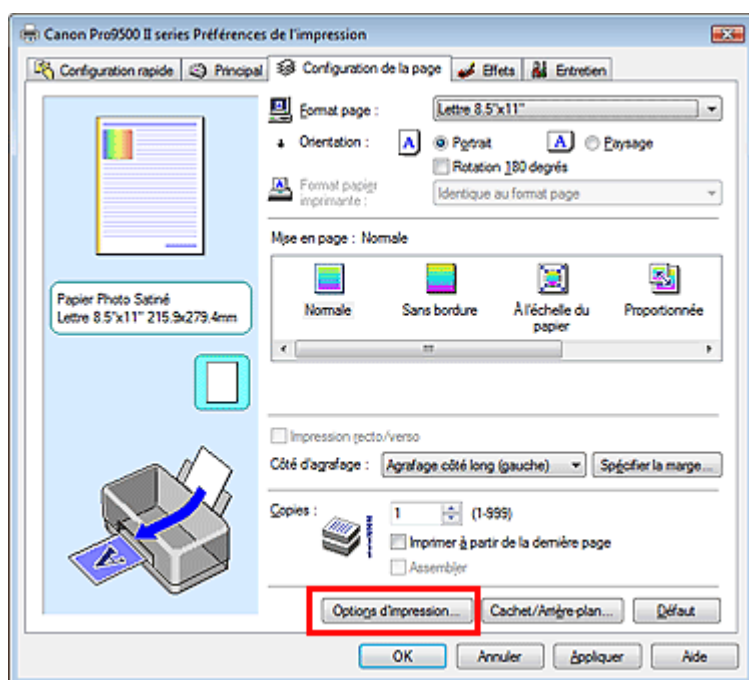 Canon Pro9500 II series Préférences de l'impression
Configuration rapide Principal Configuration de la page Effets Entretien
Format page : Lettre 8.5"x11"
Orientation : A Portrait A Paysage
Rotation 180 degrés
Format papier imprimante : Identique au format page
Mise en page : Normale
Normale Sans bordure À l'échelle du papier Proportionnée
Papier Photo Satiné
Lettre 8.5"x11" 215.9x279.4mm
Impression recto/verso
Côté d'agrafage : Agrafage côté long (gauche) Spécifier la marge...
Copies : 1 (1-999)
Imprimer à partir de la dernière page
Assembler
Options d'impression... Cachet/Arrière-plan... Défaut
OK Annuler Appliquer Aide